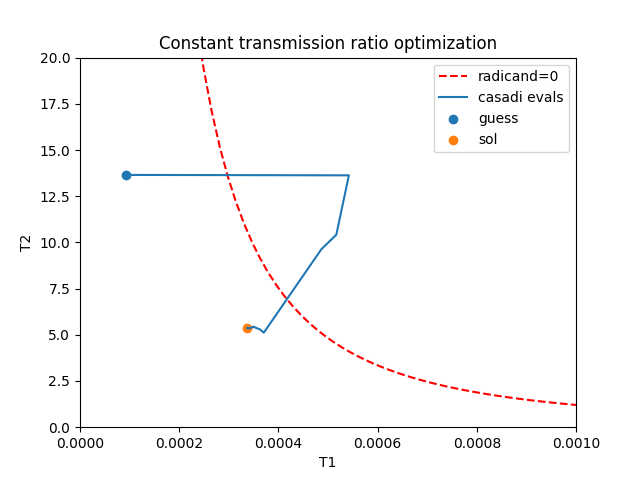 Constant transmission ratio optimization
20.0
17.5
15.0
12.5
10.0
7.5
5.0
2.5
0.0
T2
radicand=0
casadi evals
guess
sol
0.0000
0.0002
0.0004
0.0006
0.0008
0.0010
T1